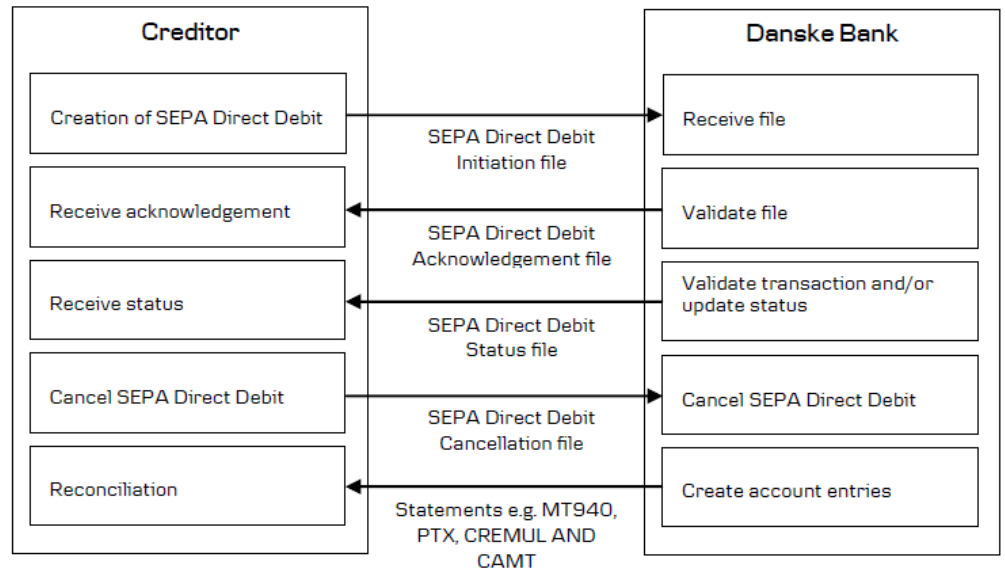 Creditor
Danske Bank
Creation of SEPA Direct Debit
SEPA Direct Debit
Initiation file
Receive file
Receive acknowledgement
SEPA Direct Debit
Acknowledgement file
Validate file
Receive status
SEPA Direct Debit
Status file
Validate transaction and/or
update status
Cancel SEPA Direct Debit
SEPA Direct Debit
Cancellation file
Cancel SEPA Direct Debit
Reconciliation
Statements e.g. MT940,
PTX, CREMUL AND
CAMT
Create account entries